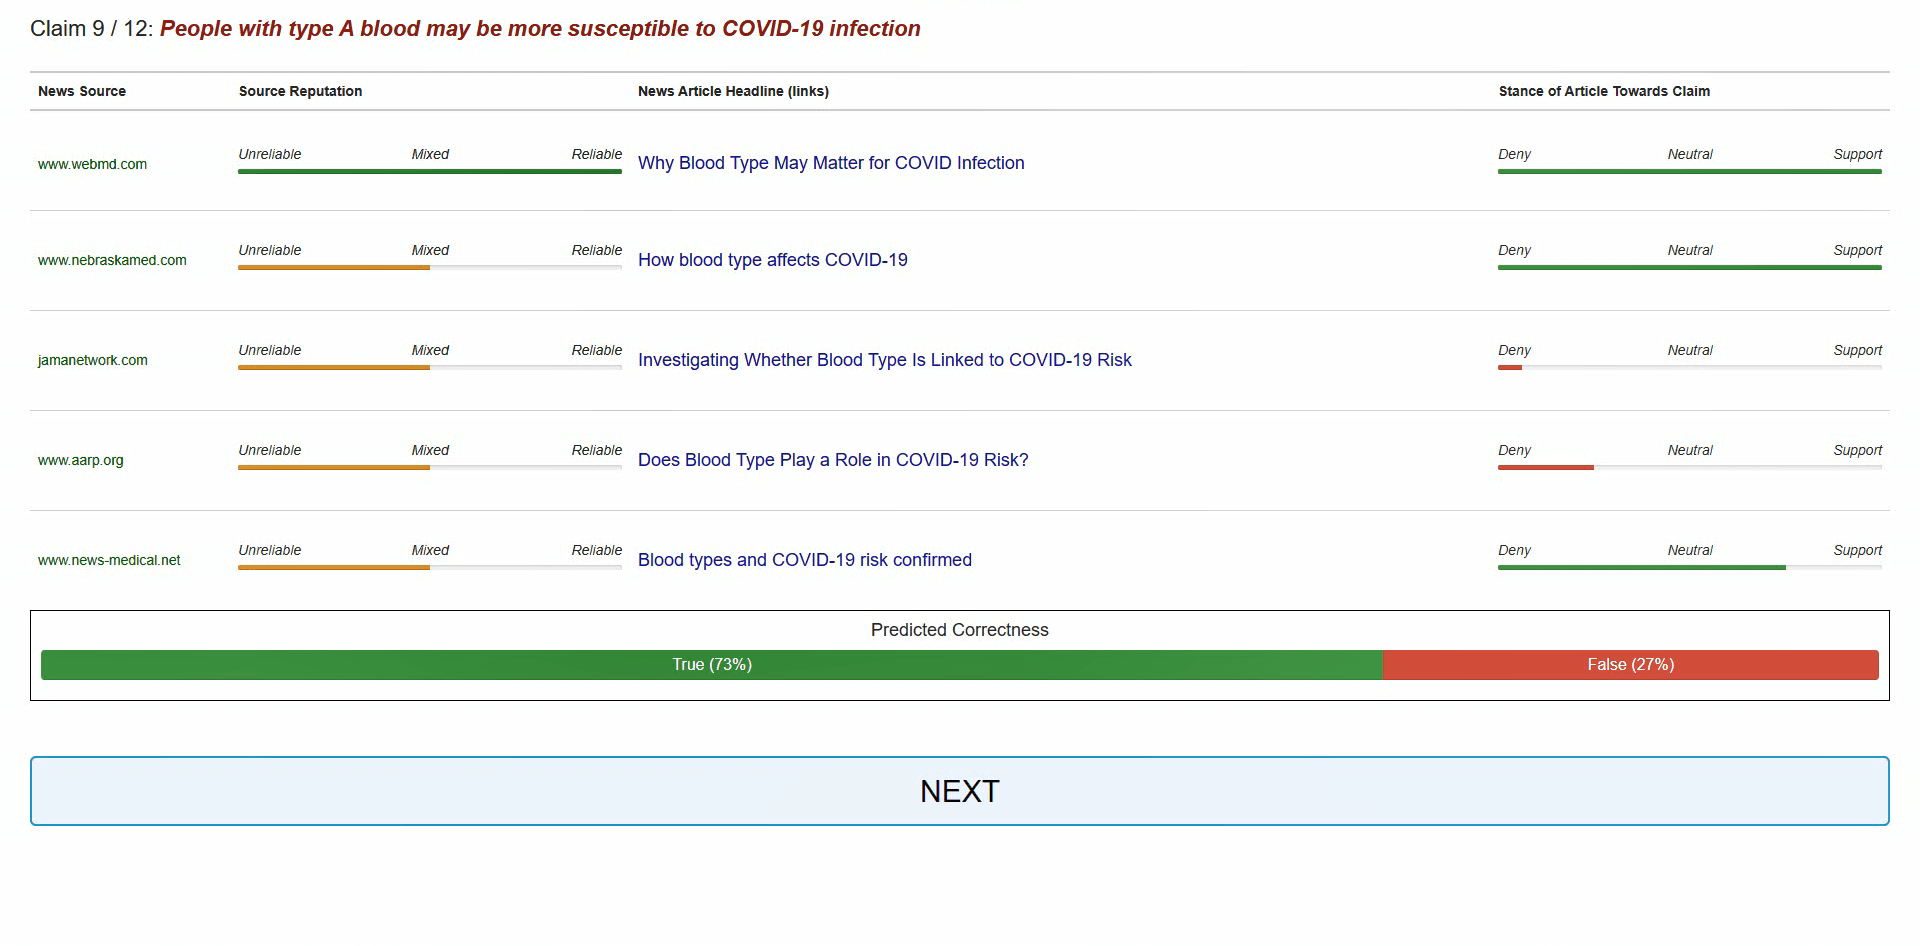 Claim 9 / 12: People with type A blood may be more susceptible to COVID-19 infection
News Source Source Reputation News Article Headline (links) Stance of Article Towards Claim
Unreliable Mixed Reliable Deny Neutral Support
www.webmd.com Why Blood Type May Matter for COVID Infection
Unreliable Mixed Reliable Deny Neutral Support
www.nebraskamed.com How blood type affects COVID-19
Unreliable Mixed Reliable Deny Neutral Support
jamanetwork.com Investigating Whether Blood Type Is Linked to COVID-19 Risk
Unreliable Mixed Reliable Deny Neutral Support
www.aarp.org Does Blood Type Play a Role in COVID-19 Risk?
Unreliable Mixed Reliable Deny Neutral Support
www.news-medical.net Blood types and COVID-19 risk confirmed
Predicted Correctness
True (73%) False (27%)
NEXT